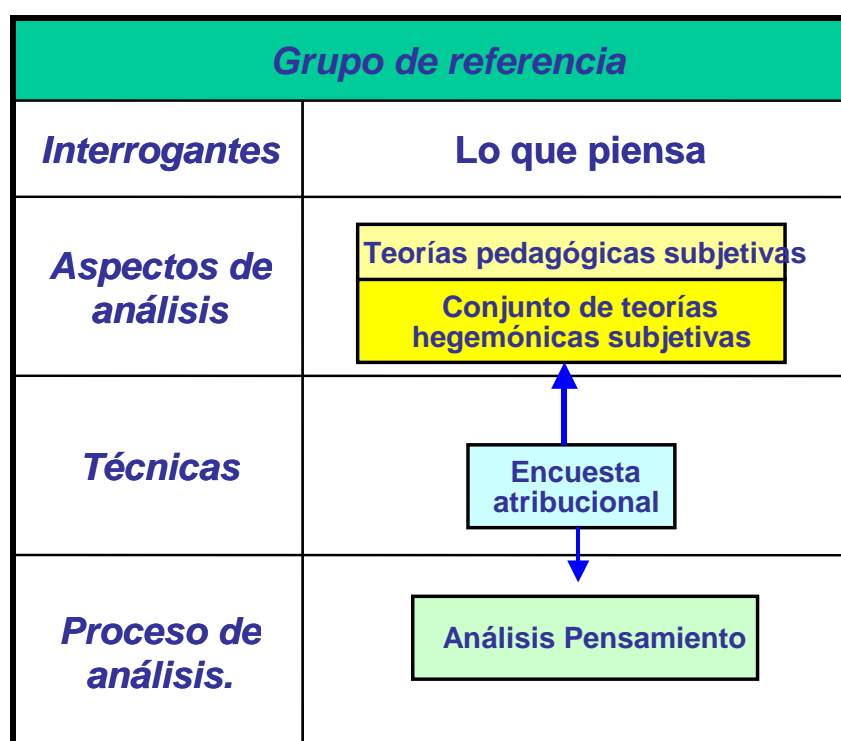 Grupo de referencia
Interrogantes
Lo que piensa
Aspectos de
análisis
Teorías pedagógicas subjetivas
Conjunto de teorías
hegemónicas subjetivas
Técnicas
Encuesta
atribucional
Proceso de
análisis.
Análisis Pensamiento